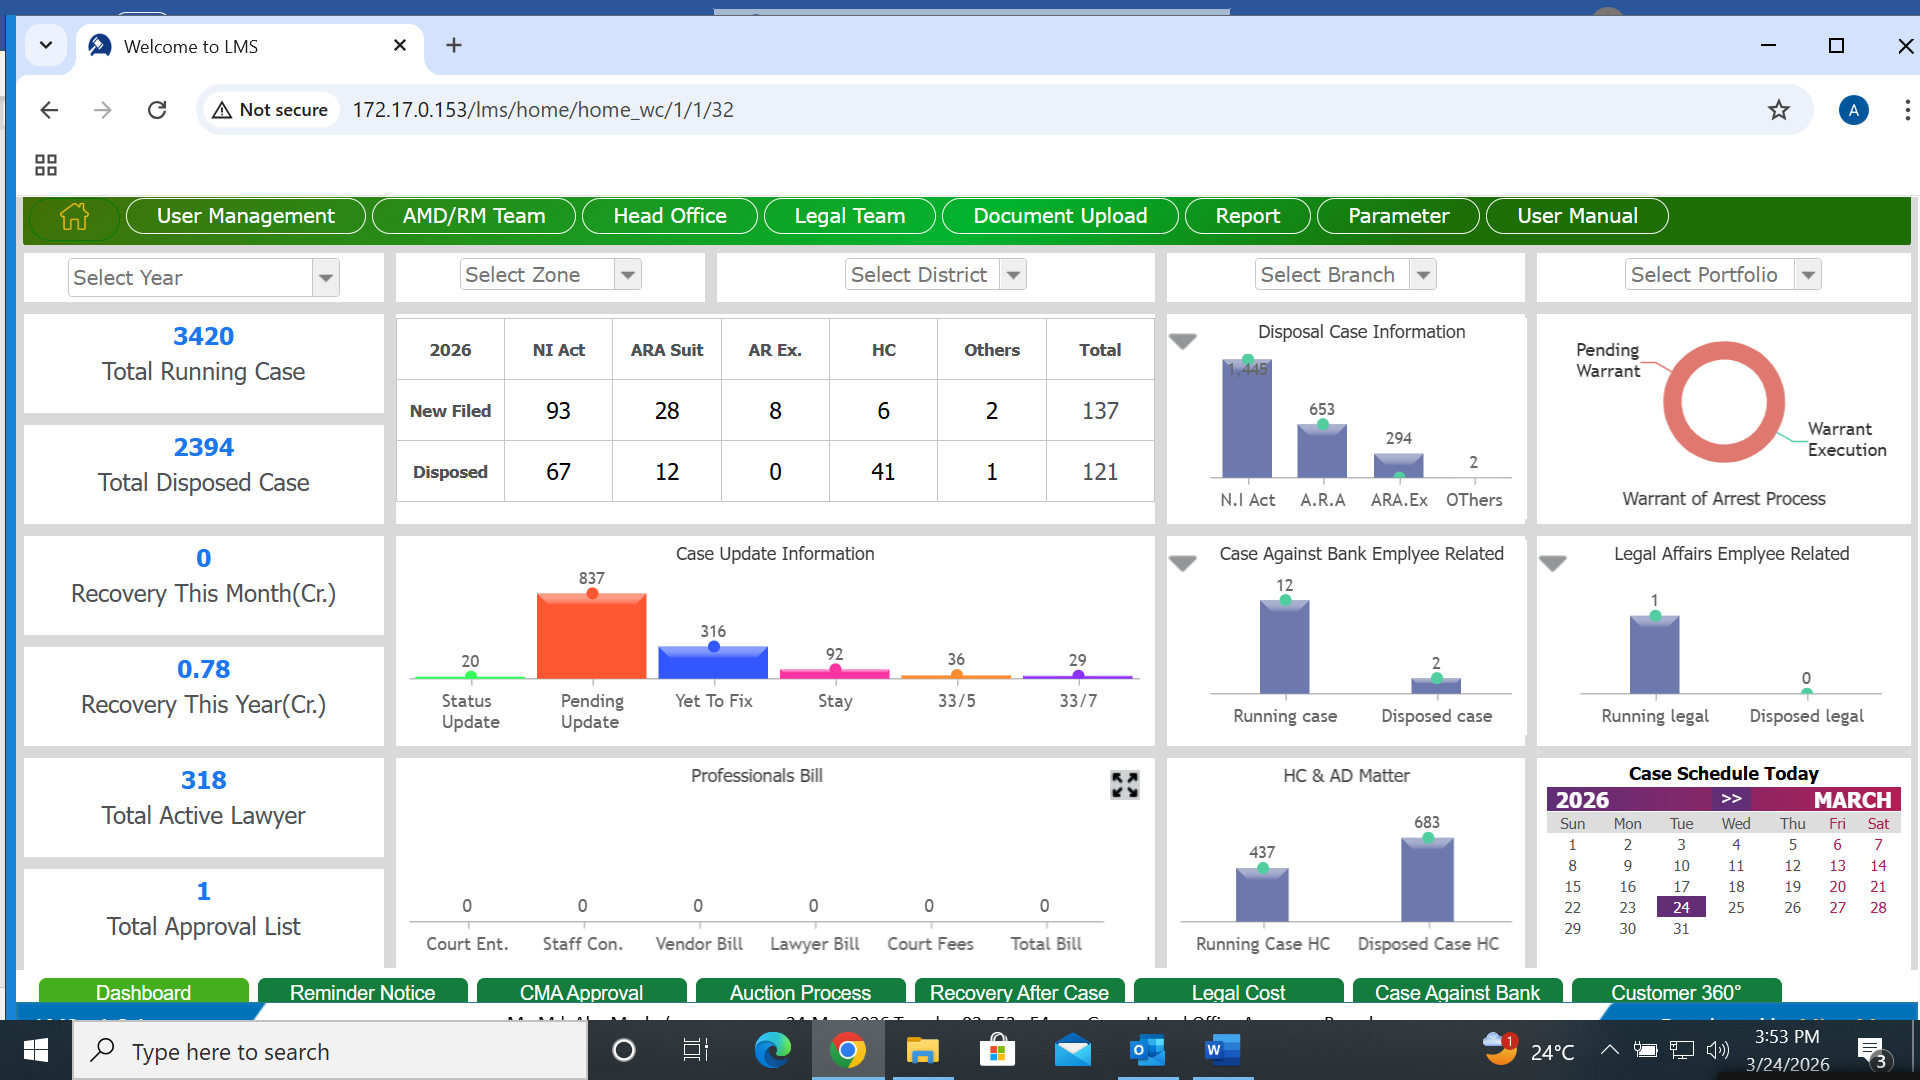 Welcome to LMS
Not secure
172.17.0.153/lms/home/home_wc/1/1/32
A
User Management
AMD/RM Team
Head Office
Legal Team
Document Upload
Report
Parameter
User Manual
Select Year
Select Zone
Select District
Select Branch
Select Portfolio
3420
Total Running Case
2394
Total Disposed Case
0
Recovery This Month(Cr.)
0.78
Recovery This Year(Cr.)
318
Total Active Lawyer
1
Total Approval List
2026 NI Act ARA Suit AR Ex. HC Others Total
New Filed 93 28 8 6 2 137
Disposed 67 12 0 41 1 121
Disposal Case Information
1,445
653
294
2
N.I Act A.R.A ARA.Ex OThers
Pending
Warrant
Warrant
Execution
Warrant of Arrest Process
Case Update Information
20
837
316
92
36
29
Status
Update
Pending
Update
Yet To Fix
Stay
33/5
33/7
Case Against Bank Emplyee Related
12
2
Running case Disposed case
Legal Affairs Emplyee Related
1
0
Running legal Disposed legal
Professionals Bill
0 0 0 0 0 0
Court Ent. Staff Con. Vendor Bill Lawyer Bill Court Fees Total Bill
HC & AD Matter
437
683
Running Case HC Disposed Case HC
Case Schedule Today
2026 >> MARCH
Sun Mon Tue Wed Thu Fri Sat
1 2 3 4 5 6 7
8 9 10 11 12 13 14
15 16 17 18 19 20 21
22 23 24 25 26 27 28
29 30 31
Dashboard
Reminder Notice
CMA Approval
Auction Process
Recovery After Case
Legal Cost
Case Against Bank
Customer 360°
Type here to search
1
24°C
3:53 PM
3/24/2026
3